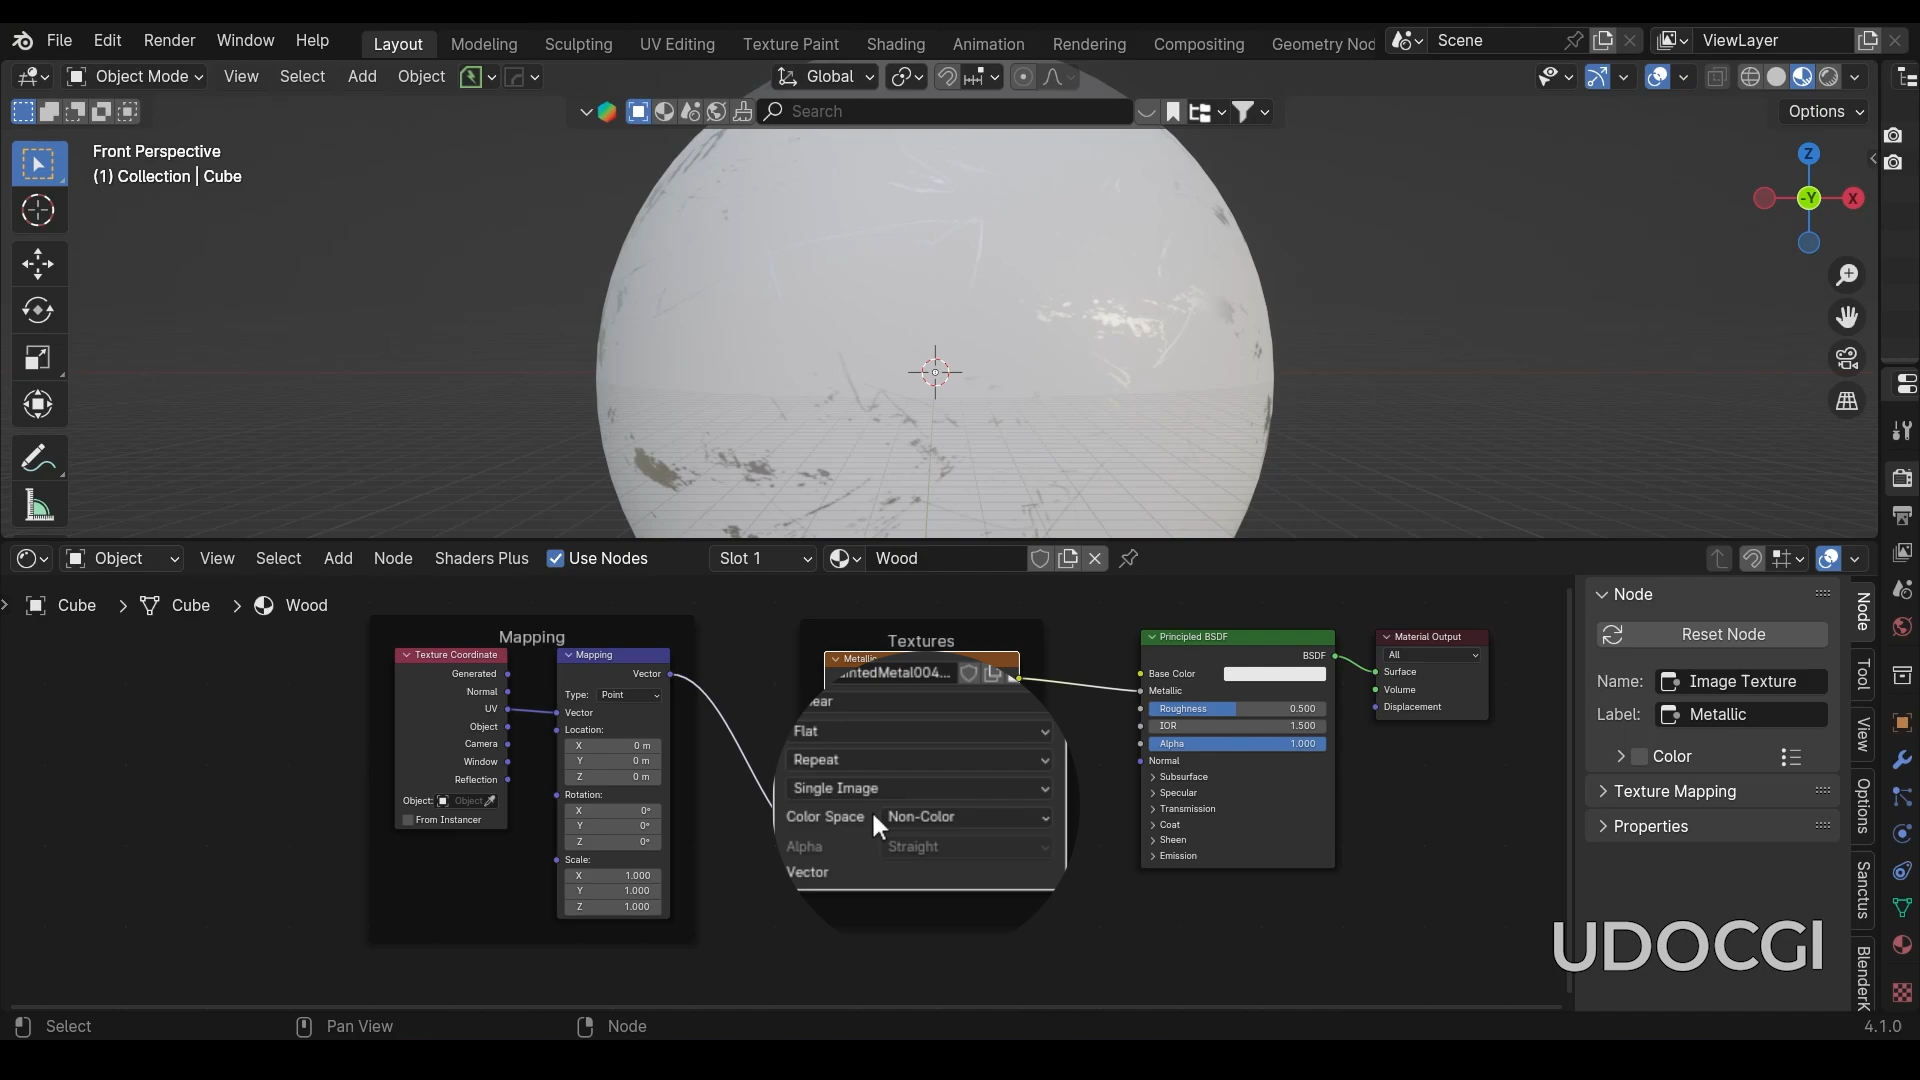 File Edit Render Window Help Layout Modeling Sculpting UV Editing Texture Paint Shading Animation Rendering Compositing Geometry Nod Scene ViewLayer
Object Mode View Select Add Object Global
Search Options
Front Perspective
(1) Collection | Cube
Z
-Y
X
Object View Select Add Node Shaders Plus Use Nodes Slot 1 Wood
Cube Cube Wood
Mapping
Texture Coordinate
Generated
Normal
UV
Object
Camera
Window
Reflection
Object: Object
From Instancer
Mapping
Vector
Type: Point
Vector
Location:
X 0 m
Y 0 m
Z 0 m
Rotation:
X 0°
Y 0°
Z 0°
Scale:
X 1.000
Y 1.000
Z 1.000
Textures
Metallic
intedMetal004...
ear
Flat
Repeat
Single Image
Color Space Non-Color
Alpha Straight
Vector
Principled BSDF
BSDF
Base Color
Metallic
Roughness 0.500
IOR 1.500
Alpha 1.000
Normal
Subsurface
Specular
Transmission
Coat
Sheen
Emission
Material Output
All
Surface
Volume
Displacement
Node
Reset Node
Name: Image Texture
Label: Metallic
Color
Texture Mapping
Properties
Node
Tool
View
Options
Sanctus
BlenderK
UDOCGI
Select Pan View Node 4.1.0